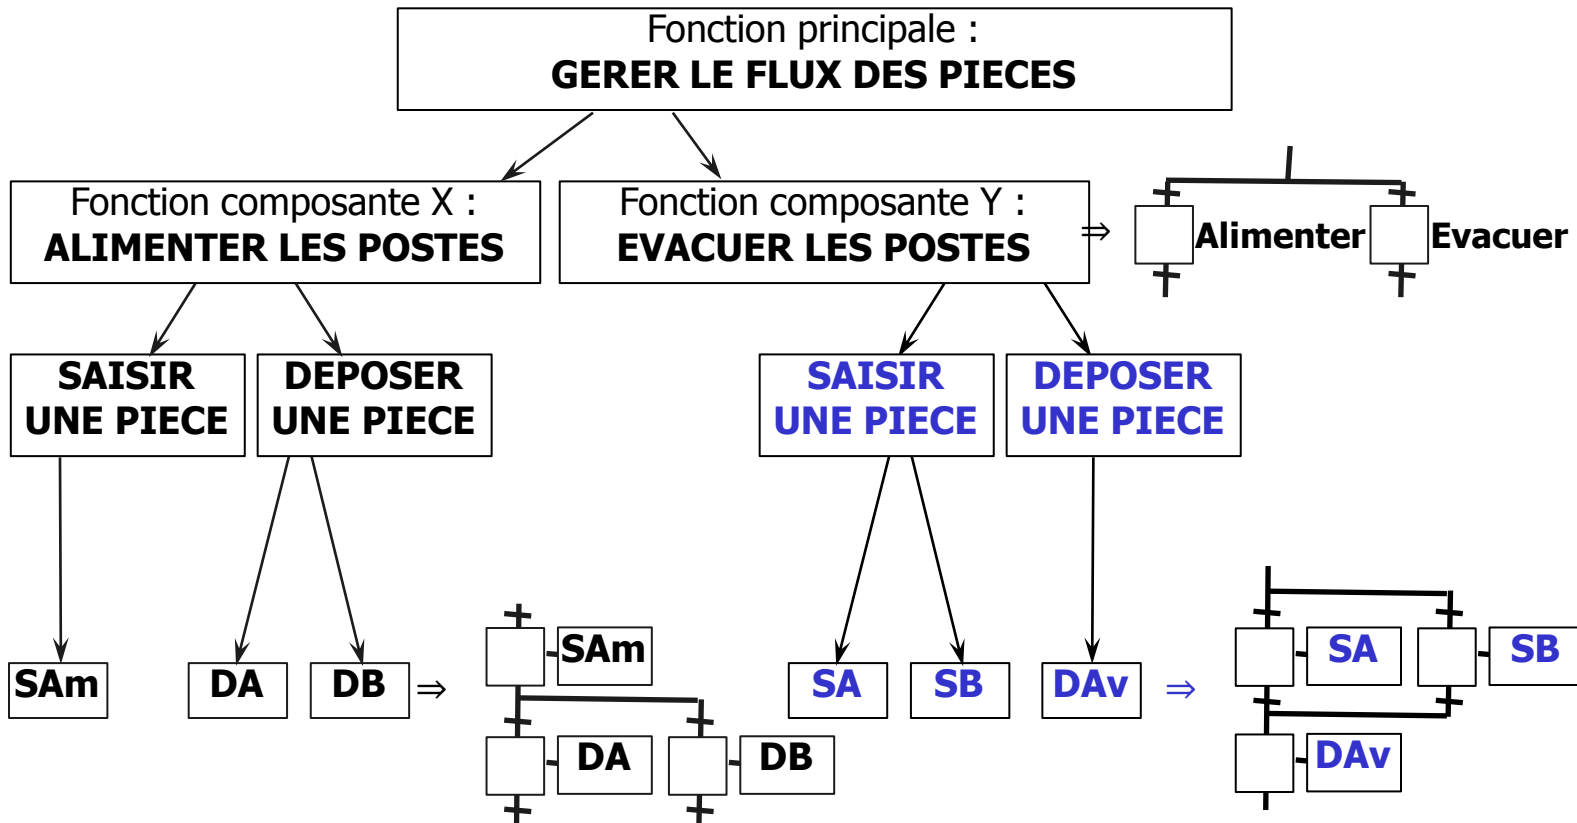 Fonction principale :
GERER LE FLUX DES PIECES
Fonction composante X :
ALIMENTER LES POSTES
Fonction composante Y :
EVACUER LES POSTES
⇒
Alimenter
Evacuer
SAISIR
UNE PIECE
DEPOSER
UNE PIECE
SAISIR
UNE PIECE
DEPOSER
UNE PIECE
SAm
DA
DB
⇒
SAm
DA
DB
SA
SB
DAv
⇒
SA
SB
DAv